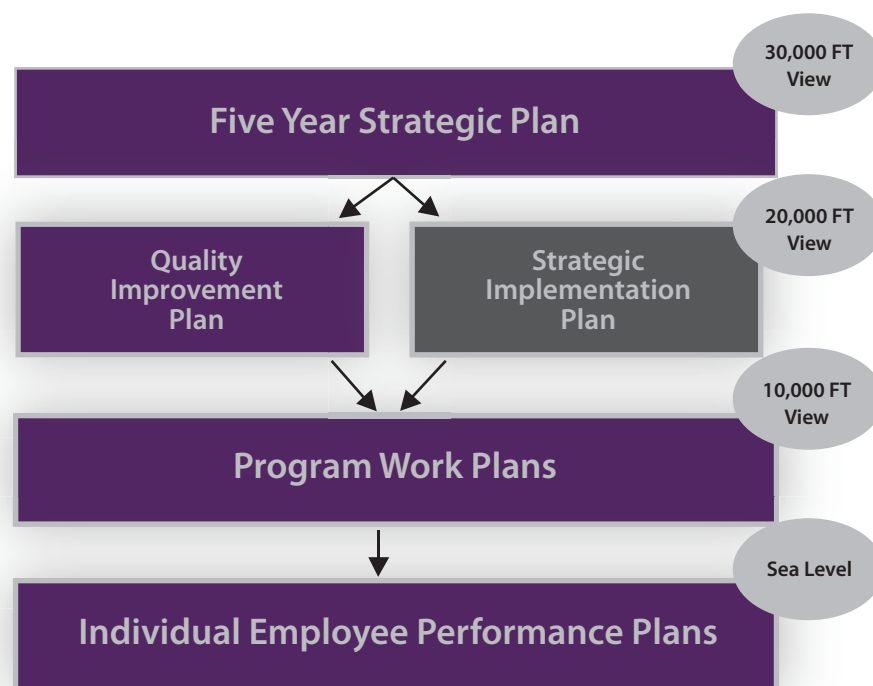 30,000 FT
View
Five Year Strategic Plan
20,000 FT
View
Quality
Improvement
Plan
Strategic
Implementation
Plan
10,000 FT
View
Program Work Plans
Sea Level
Individual Employee Performance Plans